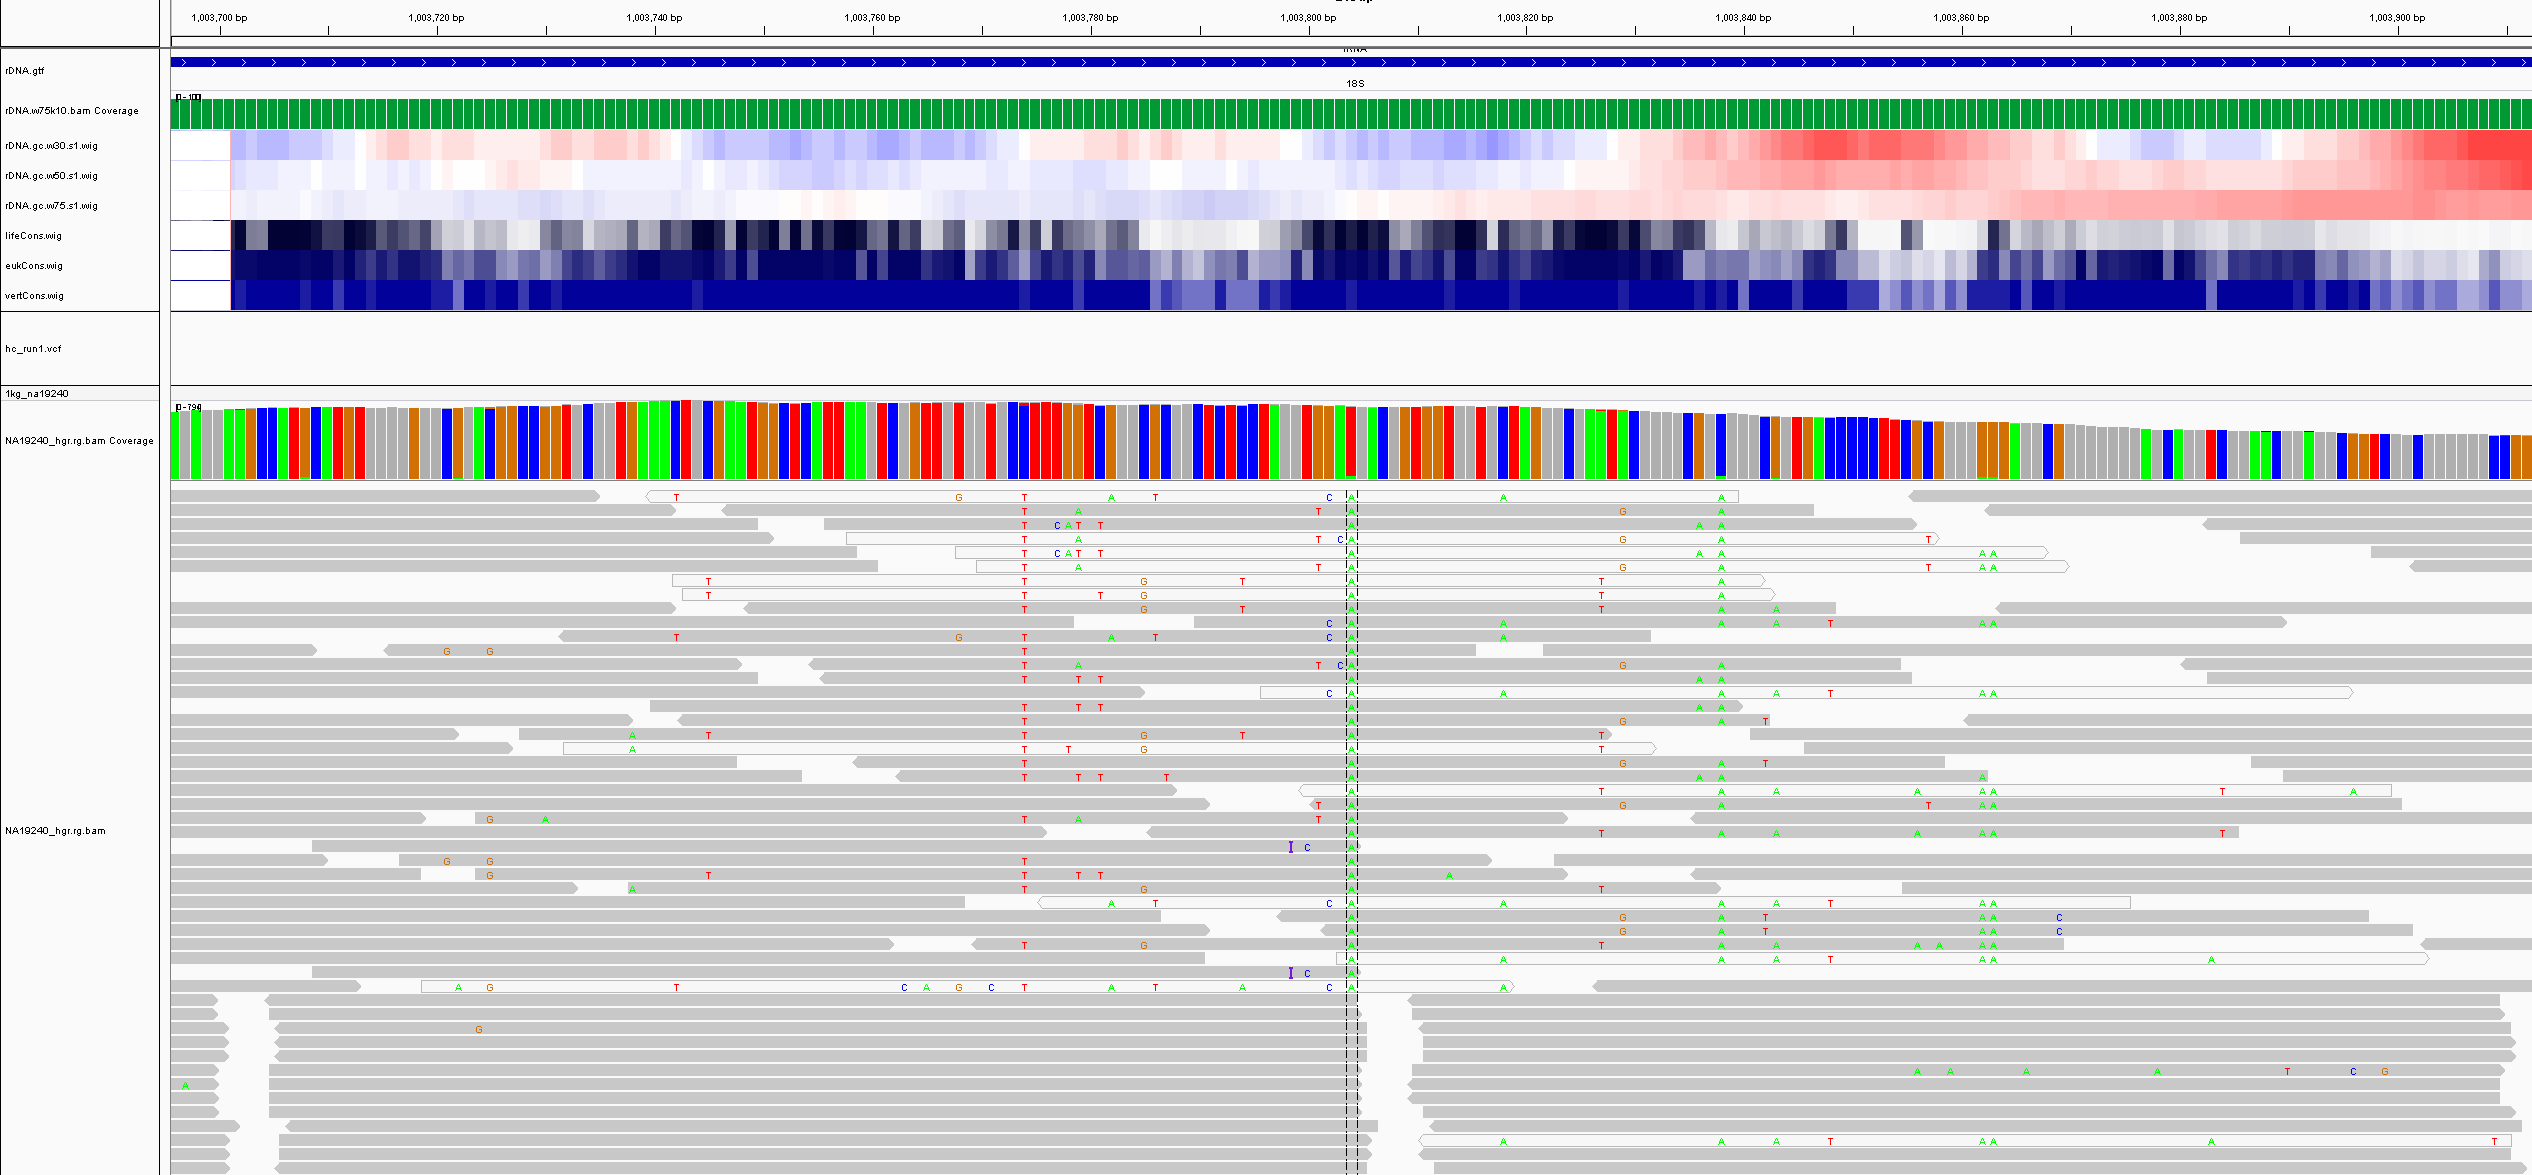 1,003,700 bp 1,003,720 bp 1,003,740 bp 1,003,760 bp 1,003,780 bp 1,003,800 bp 1,003,820 bp 1,003,840 bp 1,003,860 bp 1,003,880 bp 1,003,900 bp
rDNA.gtf
18S
rDNA.w75k10.bam Coverage
rDNA.gc.w30.s1.wig
rDNA.gc.w50.s1.wig
rDNA.gc.w75.s1.wig
lifeCons.wig
eukCons.wig
vertCons.wig
hc_run1.vcf
1kg_na19240
NA19240_hgr.rg.bam Coverage
T G T A T C A A A
T A T A G A
T C A T T A A A
T A T C A G A T
T C A T T A A A A A
T A T A G A T A A
T T G T A T A
T T T G A T A
T G T A T A A
C A A A A T A A
T G T A T C A A
G G T A
T A T C A G A
T T T A A A
C A A A A T A A
T T T A A A
T A G A T
A T T G T A T
A T T G A T
T A G A T
T T T T A A A A
A T A A A A A T A
T A G A T A A
G A T A T A
NA19240_hgr.rg.bam
A T A A A A A T
I C A
G G T A
G T T T T A A
A T G A T
A T C A A A A T A A
A G A T A A C
A G A T A A C
T G A T A A A A A A
A A A A T A A A
I C A
A G T C A G C T A T A C A A
G
A A A A T C G
A
A A A T A A A T